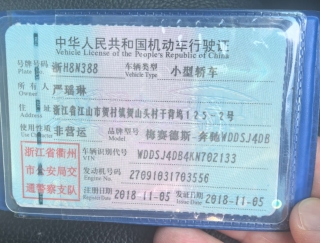 中华人民共和国机动车行驶证
Vehicle License of the People's Republic of China
号牌号码 浙H8N388 车辆类型 小型轿车
Plate No. Vehicle Type
所有人 严瑶琳
Owner
住址 浙江省江山市贺村镇贺山头村干背坞125-2号
Address
使用性质 非营运 品牌型号 梅赛德斯-奔驰WDDSJ4DB
Use Character Model
浙江省衢州市公安局交通警察支队
车辆识别代号 WDDSJ4DB4KN702133
VIN
发动机号码 27091031703556
Engine No.
注册日期 2018-11-05 发证日期 2018-11-05
Register Date Issue Date